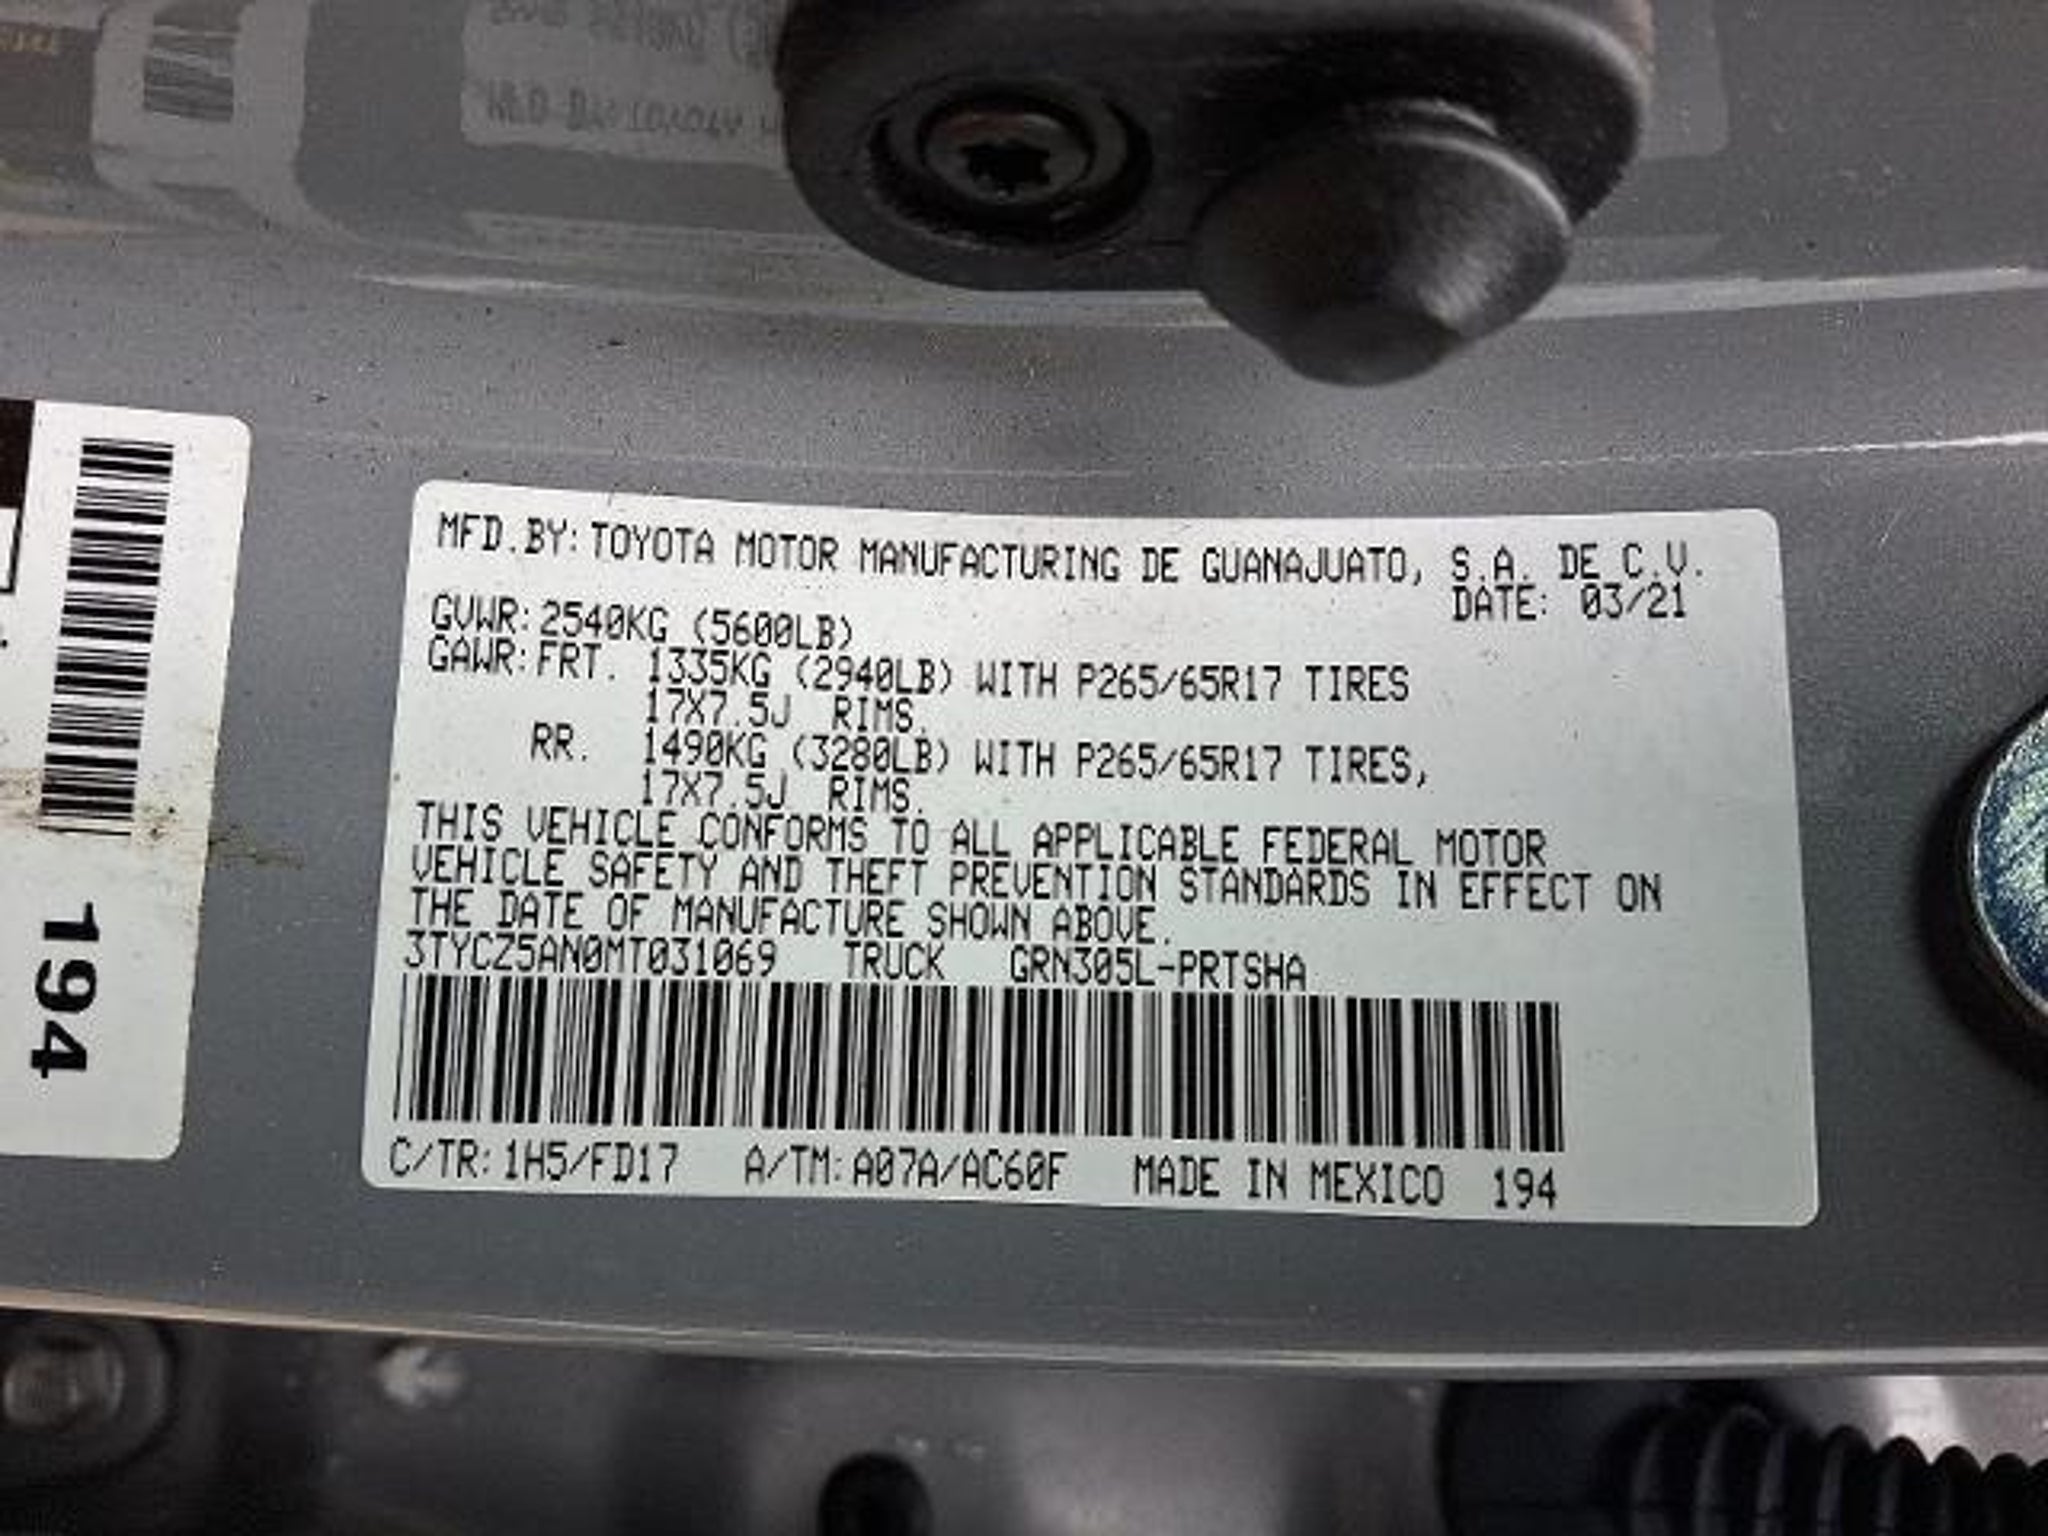 MFD.BY:TOYOTA MOTOR MANUFACTURING DE GUANAJUATO, S.A. DE C.V.
DATE: 03/21
GVWR:2540KG (5600LB)
GAWR:FRT. 1335KG (2940LB) WITH P265/65R17 TIRES
17X7.5J RIMS.
RR. 1490KG (3280LB) WITH P265/65R17 TIRES,
17X7.5J RIMS.
THIS VEHICLE CONFORMS TO ALL APPLICABLE FEDERAL MOTOR
VEHICLE SAFETY AND THEFT PREVENTION STANDARDS IN EFFECT ON
THE DATE OF MANUFACTURE SHOWN ABOVE.
3TYCZ5AN0MT031069 TRUCK GRN305L-PRTSHA
C/TR:1H5/FD17 A/TM:A07A/AC60F MADE IN MEXICO 194
194